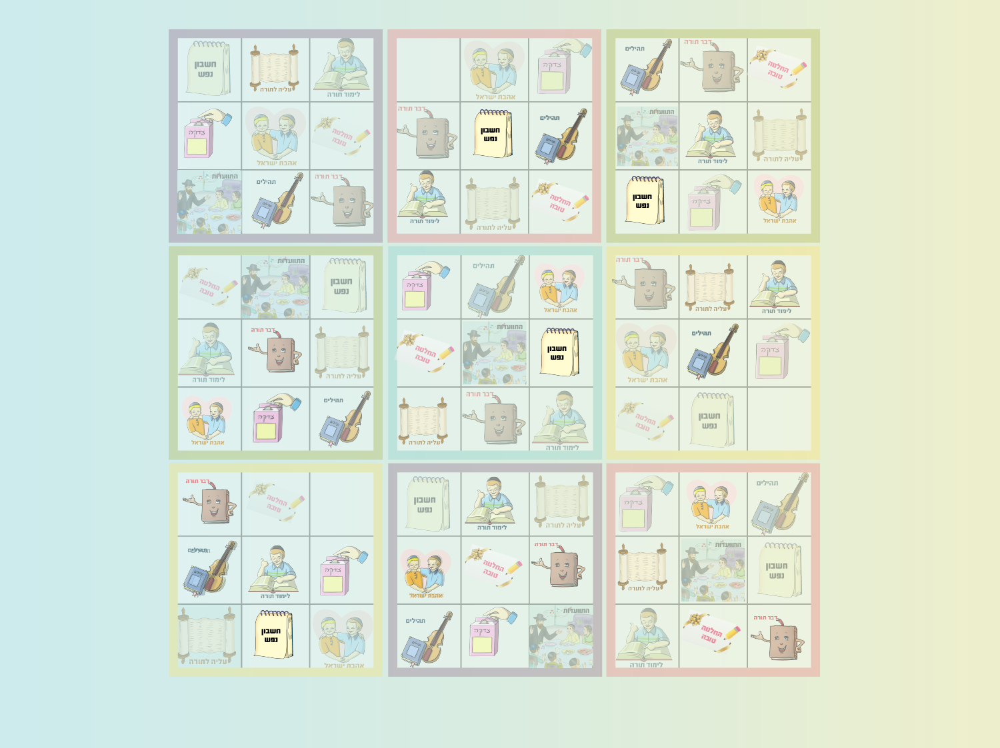 חשבון
נפש
עליה לתורה
לימוד תורה
אהבת ישראל
צדקה
דבר תורה
תהילים
החלטה
טובה
צדקה
אהבת ישראל
החלטה
טובה
דבר תורה
חשבון
נפש
תהילים
התוועדות
לימוד תורה
עליה לתורה
התוועדות
תהילים
דבר תורה
לימוד תורה
עליה לתורה
החלטה
טובה
חשבון
נפש
צדקה
אהבת ישראל
החלטה
טובה
התוועדות
חשבון
נפש
צדקה
תהילים
אהבת ישראל
דבר תורה
עליה לתורה
לימוד תורה
לימוד תורה
דבר תורה
עליה לתורה
החלטה
טובה
התוועדות
חשבון
נפש
אהבת ישראל
תהילים
צדקה
אהבת ישראל
צדקה
תהילים
עליה לתורה
דבר תורה
לימוד תורה
החלטה
טובה
חשבון
נפש
דבר תורה
החלטה
טובה
חשבון
נפש
לימוד תורה
עליה לתורה
צדקה
אהבת ישראל
תהילים
תהילים
לימוד תורה
צדקה
אהבת ישראל
החלטה
טובה
דבר תורה
עליה לתורה
התוועדות
חשבון
נפש
עליה לתורה
חשבון
נפש
אהבת ישראל
תהילים
צדקה
התוועדות
לימוד תורה
החלטה
טובה
דבר תורה